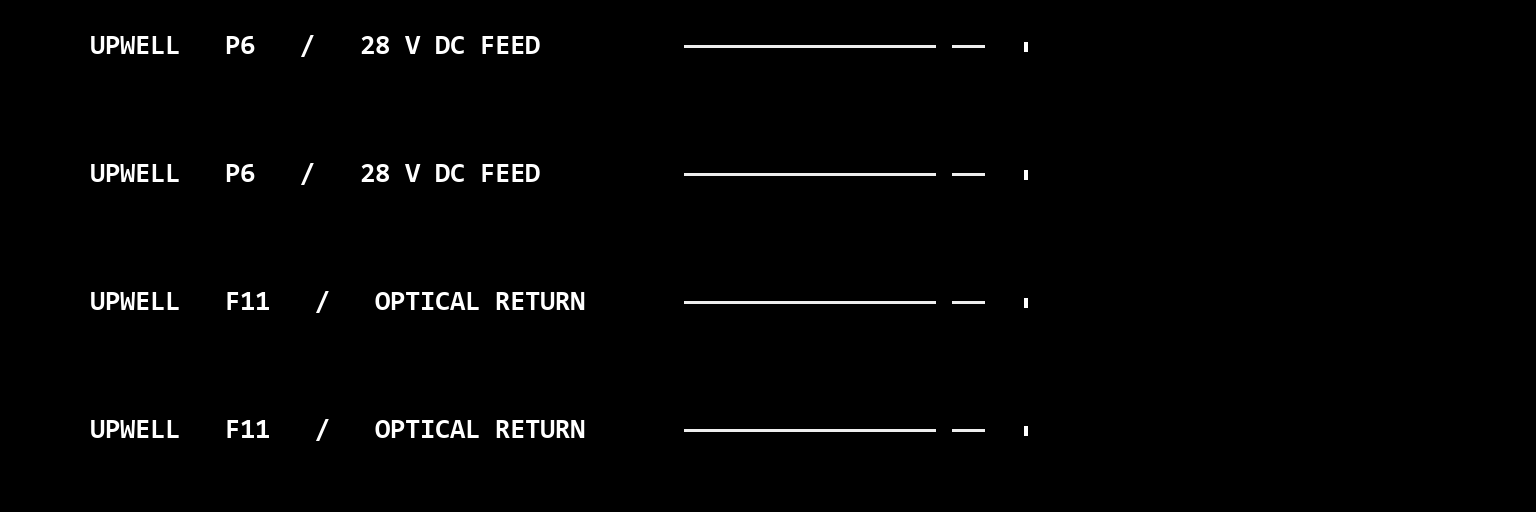 UPWELL P6 / 28 V DC FEED
UPWELL P6 / 28 V DC FEED
UPWELL F11 / OPTICAL RETURN
UPWELL F11 / OPTICAL RETURN